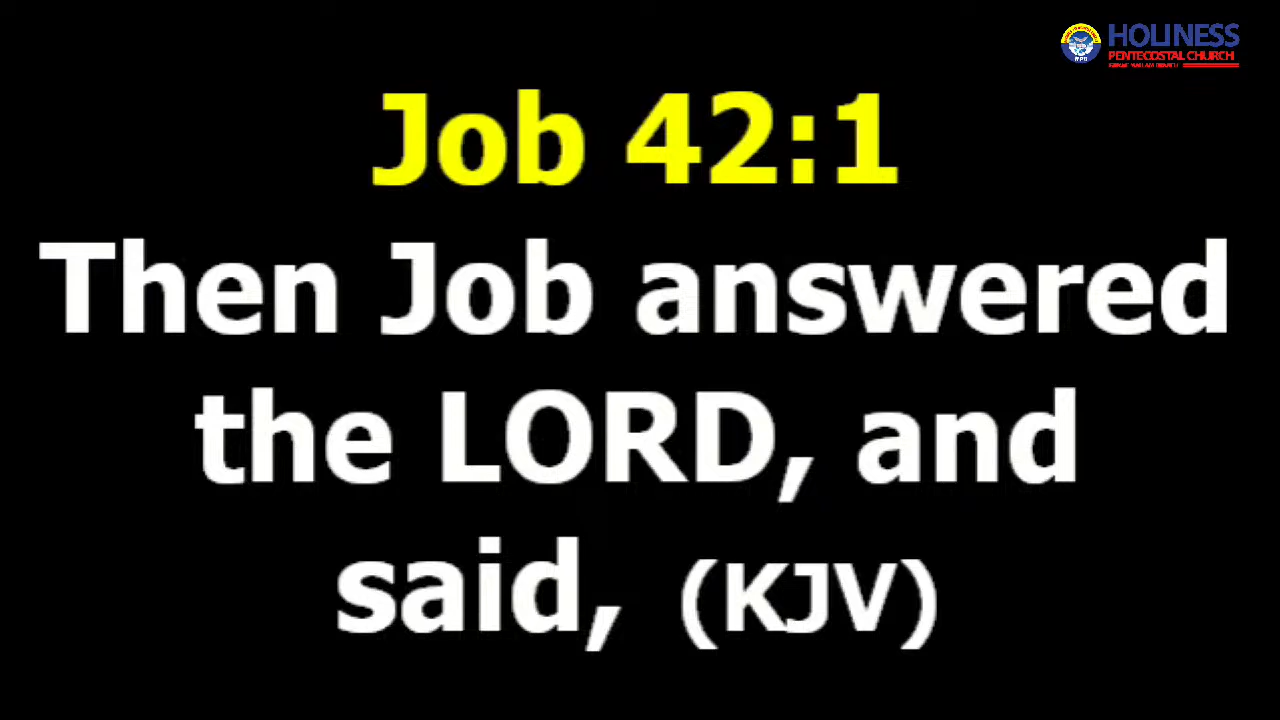 HOLINESS
PENTECOSTAL CHURCH
Job 42:1
Then Job answered
the LORD, and
said, (KJV)